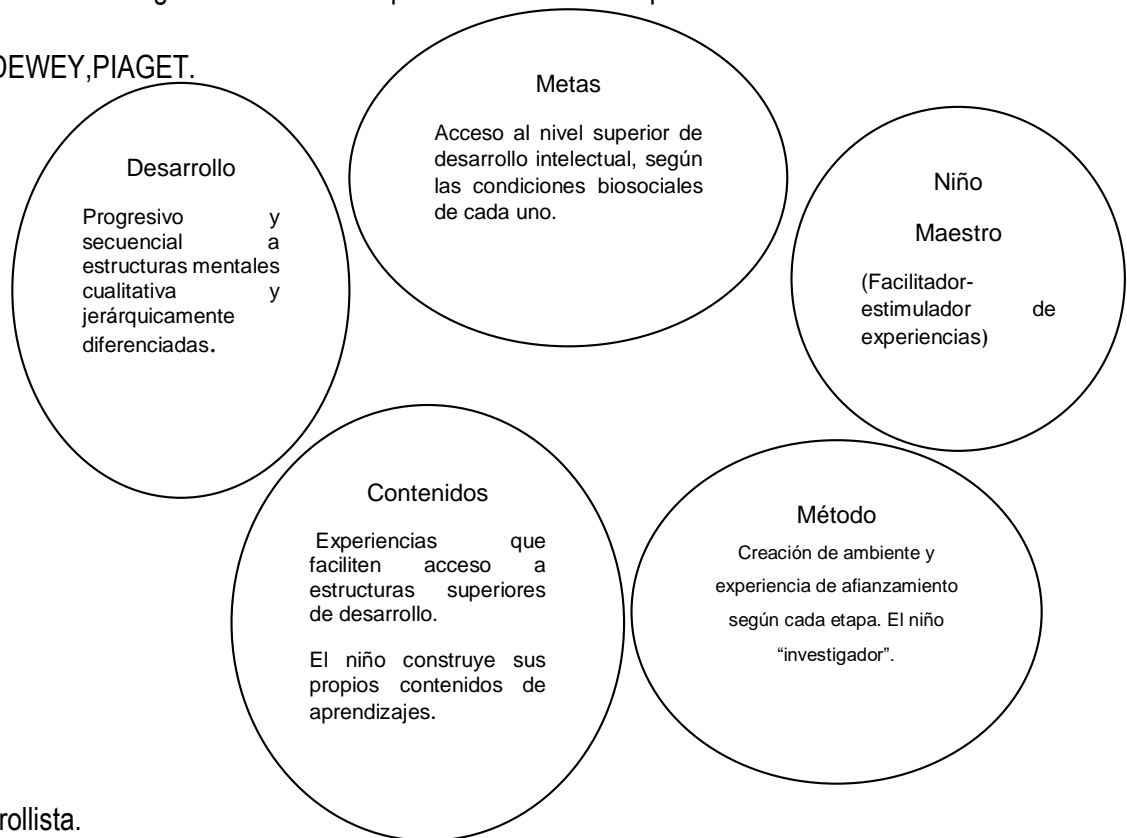 DEWEY,PIAGET.
Metas
Acceso al nivel superior de
desarrollo intelectual, según
las condiciones biosociales
de cada uno.
Desarrollo
Progresivo y
secuencial a
estructuras mentales
cualitativa y
jerárquicamente
diferenciadas.
Niño
Maestro
(Facilitador-
estimulador de
experiencias)
Contenidos
Experiencias que
faciliten acceso a
estructuras superiores
de desarrollo.
El niño construye sus
propios contenidos de
aprendizajes.
Método
Creación de ambiente y
experiencia de afianzamiento
según cada etapa. El niño
“investigador”.
rollista.